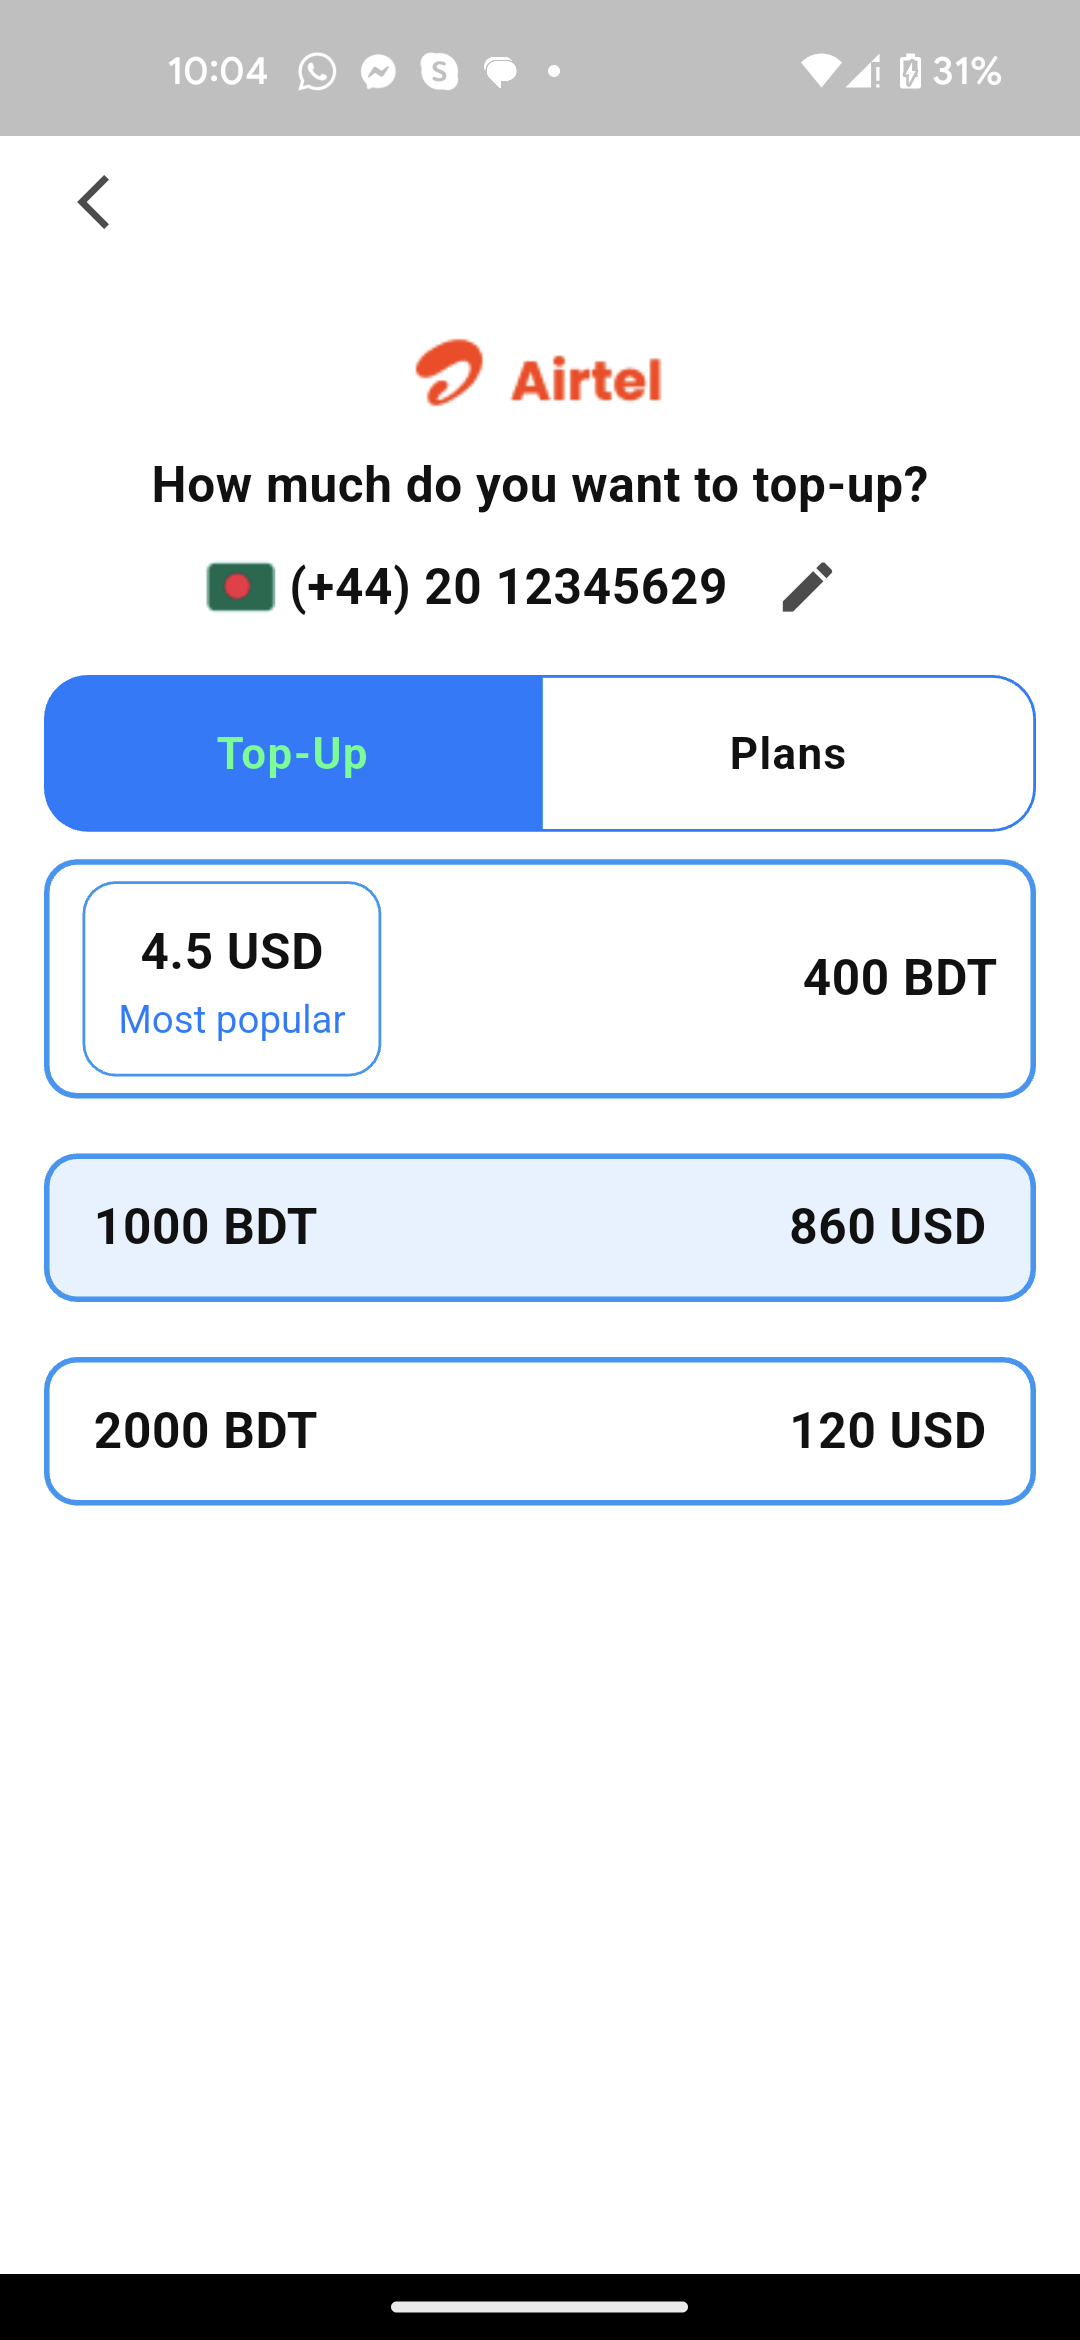 10:04 31%
Airtel
How much do you want to top-up?
(+44) 20 12345629
Top-Up Plans
4.5 USD
Most popular
400 BDT
1000 BDT 860 USD
2000 BDT 120 USD